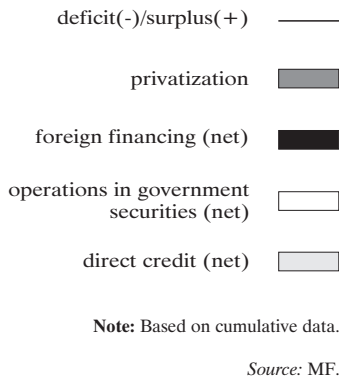 deficit(-)/surplus(+)
privatization
foreign financing (net)
operations in government
securities (net)
direct credit (net)
Note: Based on cumulative data.
Source: MF.